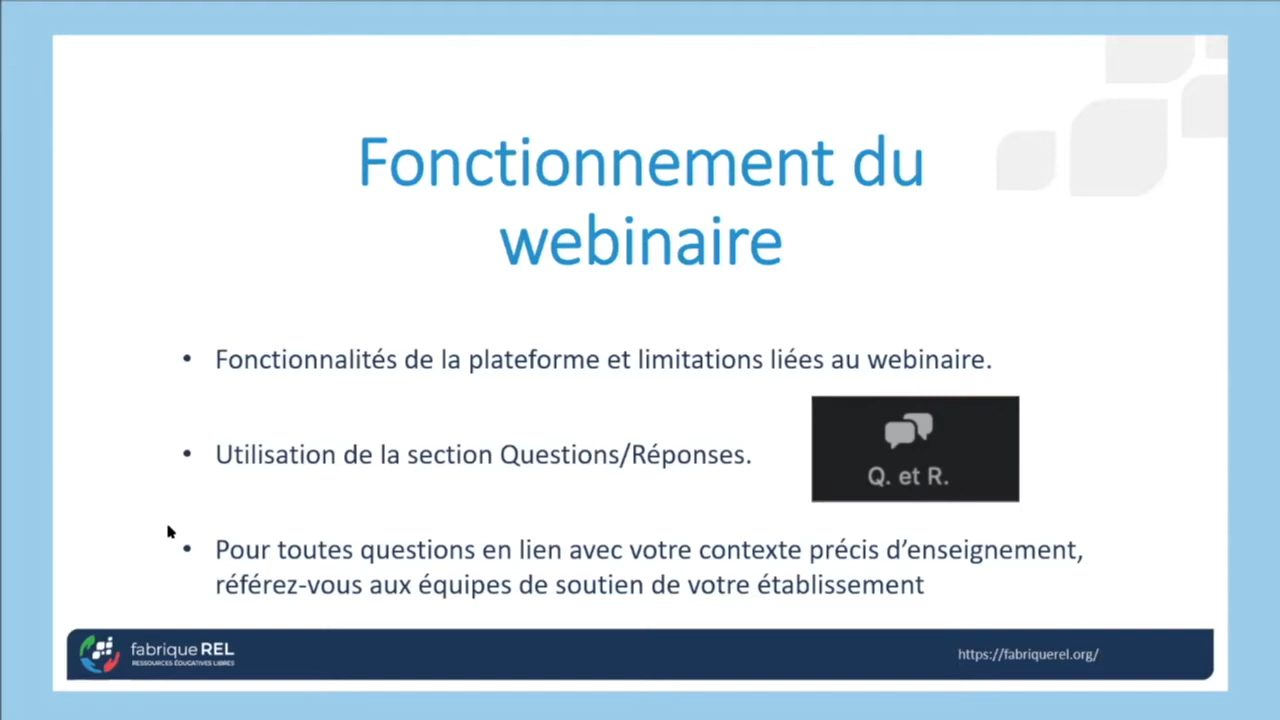 Fonctionnement du
webinaire
• Fonctionnalités de la plateforme et limitations liées au webinaire.
• Utilisation de la section Questions/Réponses.
Q. et R.
• Pour toutes questions en lien avec votre contexte précis d’enseignement,
référez-vous aux équipes de soutien de votre établissement
fabrique REL
RESSOURCES ÉDUCATIVES LIBRES
https://fabriquerel.org/